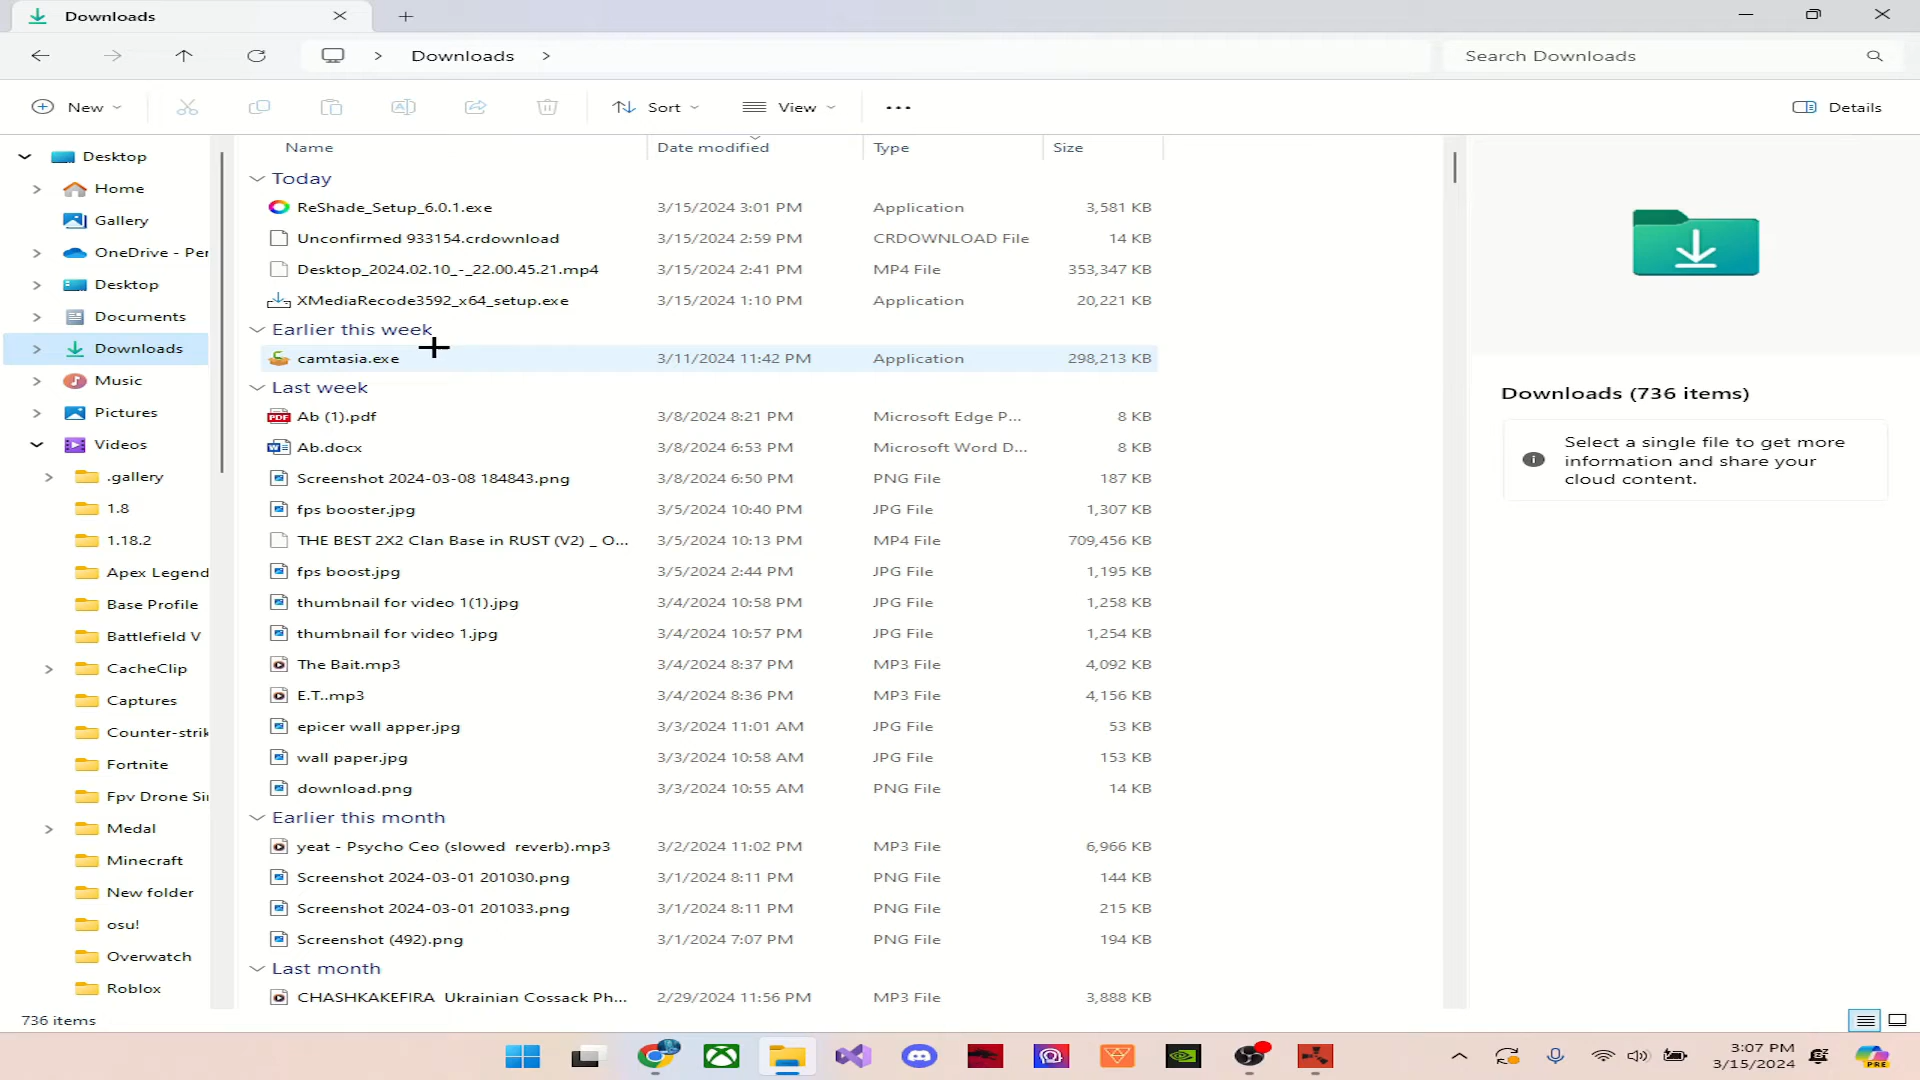 Downloads
Downloads
Search Downloads
New
Sort
View
Details
Name Date modified Type Size
Today
ReShade_Setup_6.0.1.exe 3/15/2024 3:01 PM Application 3,581 KB
Unconfirmed 933154.crdownload 3/15/2024 2:59 PM CRDOWNLOAD File 14 KB
Desktop_2024.02.10_-_22.00.45.21.mp4 3/15/2024 2:41 PM MP4 File 353,347 KB
XMediaRecode3592_x64_setup.exe 3/15/2024 1:10 PM Application 20,221 KB
Earlier this week
camtasia.exe 3/11/2024 11:42 PM Application 298,213 KB
Last week
Ab (1).pdf 3/8/2024 8:21 PM Microsoft Edge P... 8 KB
Ab.docx 3/8/2024 6:53 PM Microsoft Word D... 8 KB
Screenshot 2024-03-08 184843.png 3/8/2024 6:50 PM PNG File 187 KB
fps booster.jpg 3/5/2024 10:40 PM JPG File 1,307 KB
THE BEST 2X2 Clan Base in RUST (V2) _ O... 3/5/2024 10:13 PM MP4 File 709,456 KB
fps boost.jpg 3/5/2024 2:44 PM JPG File 1,195 KB
thumbnail for video 1(1).jpg 3/4/2024 10:58 PM JPG File 1,258 KB
thumbnail for video 1.jpg 3/4/2024 10:57 PM JPG File 1,254 KB
The Bait.mp3 3/4/2024 8:37 PM MP3 File 4,092 KB
E.T..mp3 3/4/2024 8:36 PM MP3 File 4,156 KB
epicer wall apper.jpg 3/3/2024 11:01 AM JPG File 53 KB
wall paper.jpg 3/3/2024 10:58 AM JPG File 153 KB
download.png 3/3/2024 10:55 AM PNG File 14 KB
Earlier this month
yeat - Psycho Ceo (slowed reverb).mp3 3/2/2024 11:02 PM MP3 File 6,966 KB
Screenshot 2024-03-01 201030.png 3/1/2024 8:11 PM PNG File 144 KB
Screenshot 2024-03-01 201033.png 3/1/2024 8:11 PM PNG File 215 KB
Screenshot (492).png 3/1/2024 7:07 PM PNG File 194 KB
Last month
CHASHKAKEFIRA Ukrainian Cossack Ph... 2/29/2024 11:56 PM MP3 File 3,888 KB
Desktop
Home
Gallery
OneDrive - Per
Desktop
Documents
Downloads
Music
Pictures
Videos
.gallery
1.8
1.18.2
Apex Legend
Base Profile
Battlefield V
CacheClip
Captures
Counter-strik
Fortnite
Fpv Drone Si
Medal
Minecraft
New folder
osu!
Overwatch
Roblox
Downloads (736 items)
Select a single file to get more
information and share your
cloud content.
736 items
3:07 PM
3/15/2024
PRE